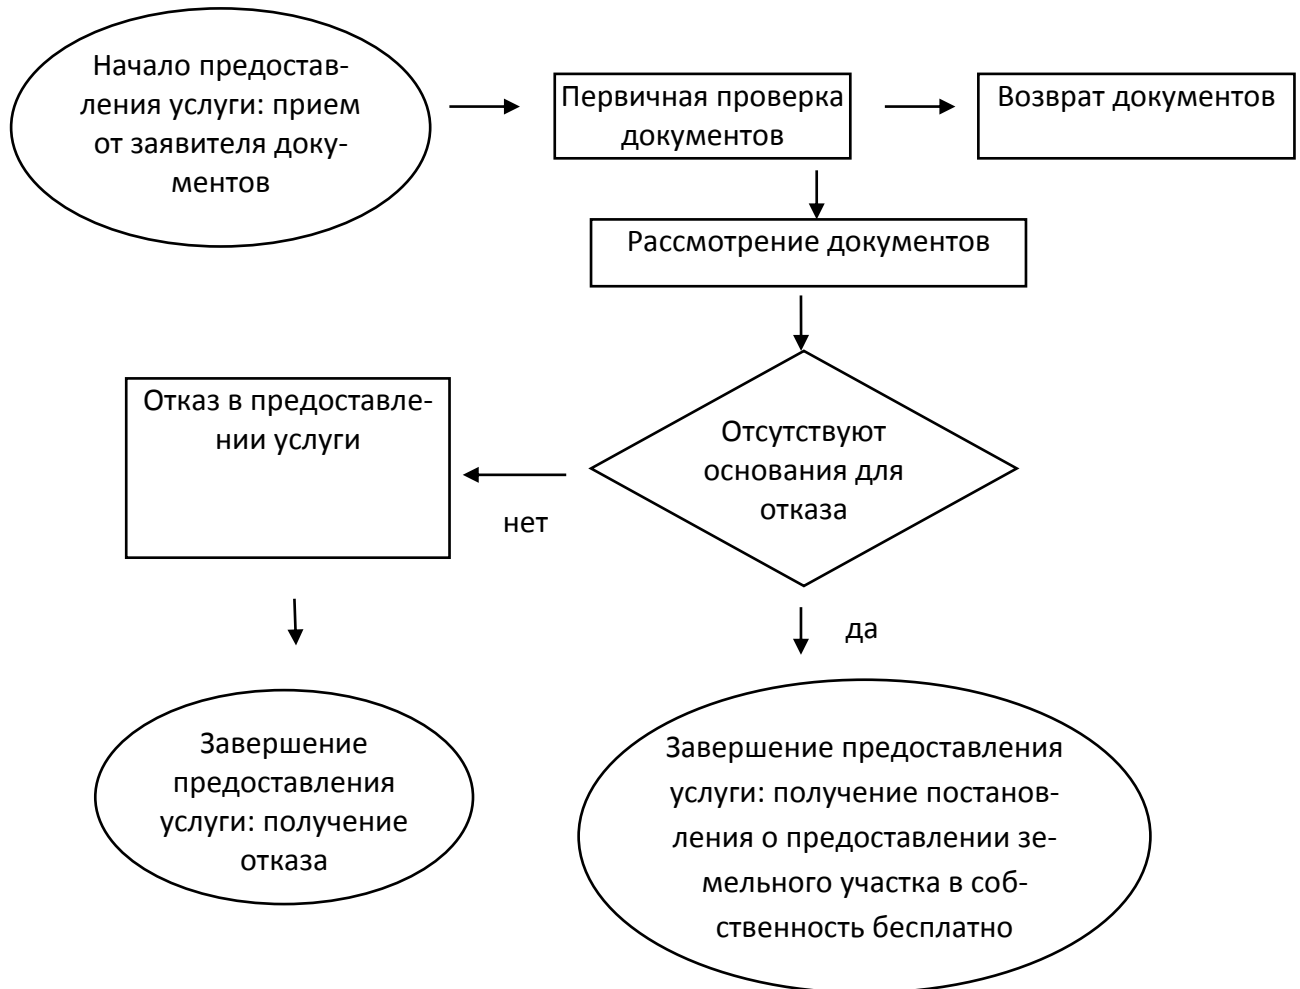 Начало предостав-
ления услуги: прием
от заявителя доку-
ментов
Первичная проверка
документов
Возврат документов
Рассмотрение документов
Отсутствуют
основания для
отказа
Отказ в предоставле-
нии услуги
нет
да
Завершение
предоставления
услуги: получение
отказа
Завершение предоставления
услуги: получение постанов-
ления о предоставлении зе-
мельного участка в соб-
ственность бесплатно